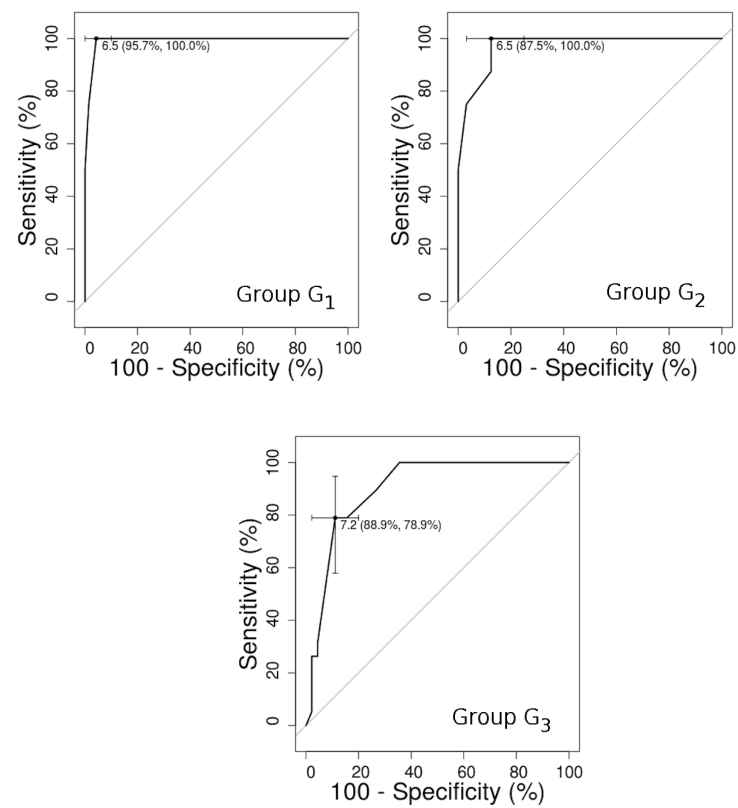 Sensitivity (%)
0 20 40 60 80 100
6.5 (95.7%, 100.0%)
Group G1
0 20 40 60 80 100
100 - Specificity (%)
Sensitivity (%)
0 20 40 60 80 100
6.5 (87.5%, 100.0%)
Group G2
0 20 40 60 80 100
100 - Specificity (%)
Sensitivity (%)
0 20 40 60 80 100
7.2 (88.9%, 78.9%)
Group G3
0 20 40 60 80 100
100 - Specificity (%)